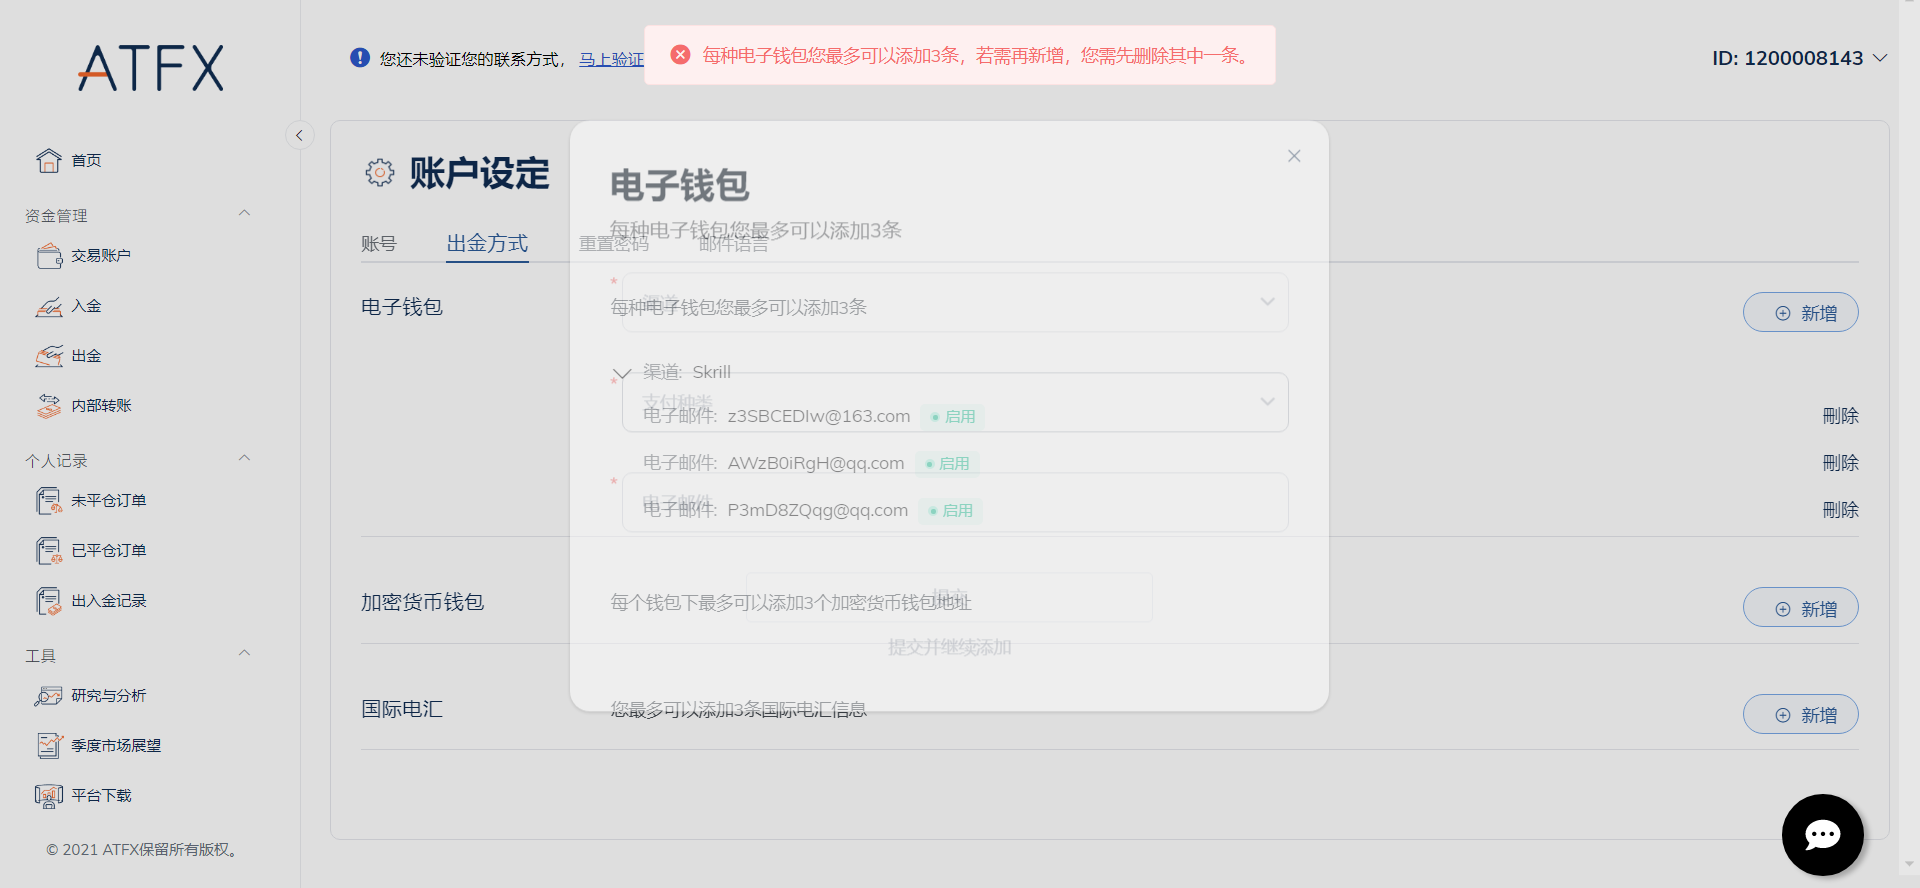 ATFX
首页
资金管理
交易账户
入金
出金
内部转账
个人记录
未平仓订单
已平仓订单
出入金记录
工具
研究与分析
季度市场展望
平台下载
© 2021 ATFX保留所有版权。
您还未验证您的联系方式， 马上验证
每种电子钱包您最多可以添加3条，若需再新增，您需先删除其中一条。
ID: 1200008143
账户设定
账号
出金方式
重置密码
邮件语言
电子钱包
每种电子钱包您最多可以添加3条
新增
渠道: Skrill
电子邮件: z3SBCEDIw@163.com 启用 刪除
电子邮件: AWzB0iRgH@qq.com 启用 刪除
电子邮件: P3mD8ZQqg@qq.com 启用 刪除
加密货币钱包
每个钱包下最多可以添加3个加密货币钱包地址
新增
国际电汇
您最多可以添加3条国际电汇信息
新增
电子钱包
每种电子钱包您最多可以添加3条
* 渠道
* 支付种类
* 电子邮件
提交
提交并继续添加